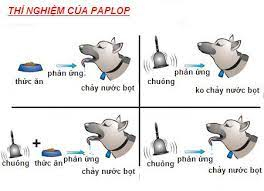 THÍ NGHIỆM CỦA PAPLOP
thức ăn
phản ứng
chảy nước bọt
chuông
phản ứng
ko chảy nước bọt
chuông
+
thức ăn
phản ứng
chảy nước bọt
chuông
phản ứng
chảy nước bọt